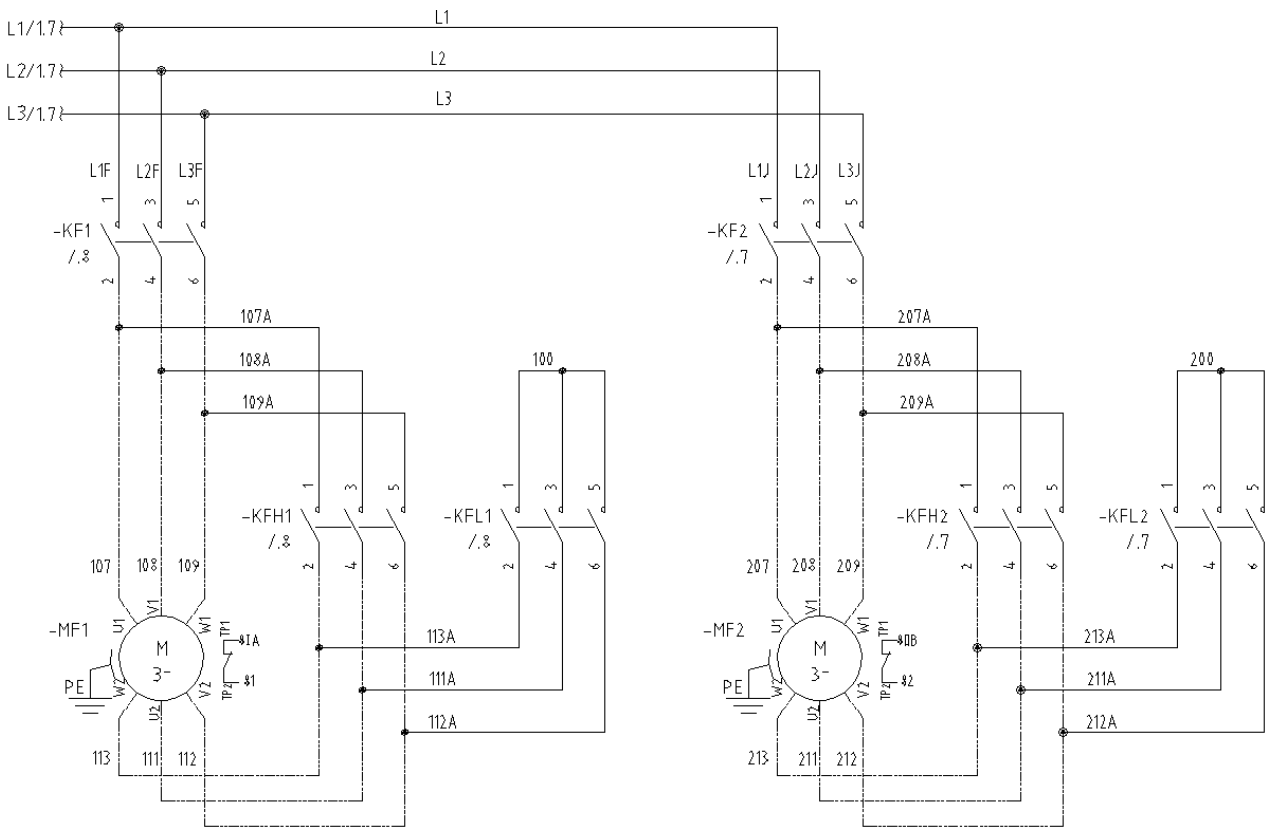 L1/1.7 L1
L2/1.7 L2
L3/1.7 L3
L1F L2F L3F L1J L2J L3J
1 3 5 1 3 5
-KF1 -KF2
/.8 /.7
2 4 6 2 4 6
107A 207A
108A 100 208A 200
109A 209A
1 3 5 1 3 5 1 3 5 1 3 5
-KFH1 -KFL1 -KFH2 -KFL2
/.8 /.8 /.7 /.7
107 108 109 2 4 6 2 4 6 207 208 209 2 4 6 2 4 6
-MF1 U1 V1 W1 TP1 -MF2 U1 V1 W1 TP1
M 113A M 213A
3~ 3~
PE W2 U2 V2 TP2 81 111A PE W2 U2 V2 TP2 82 211A
112A 212A
113 111 112 213 211 212